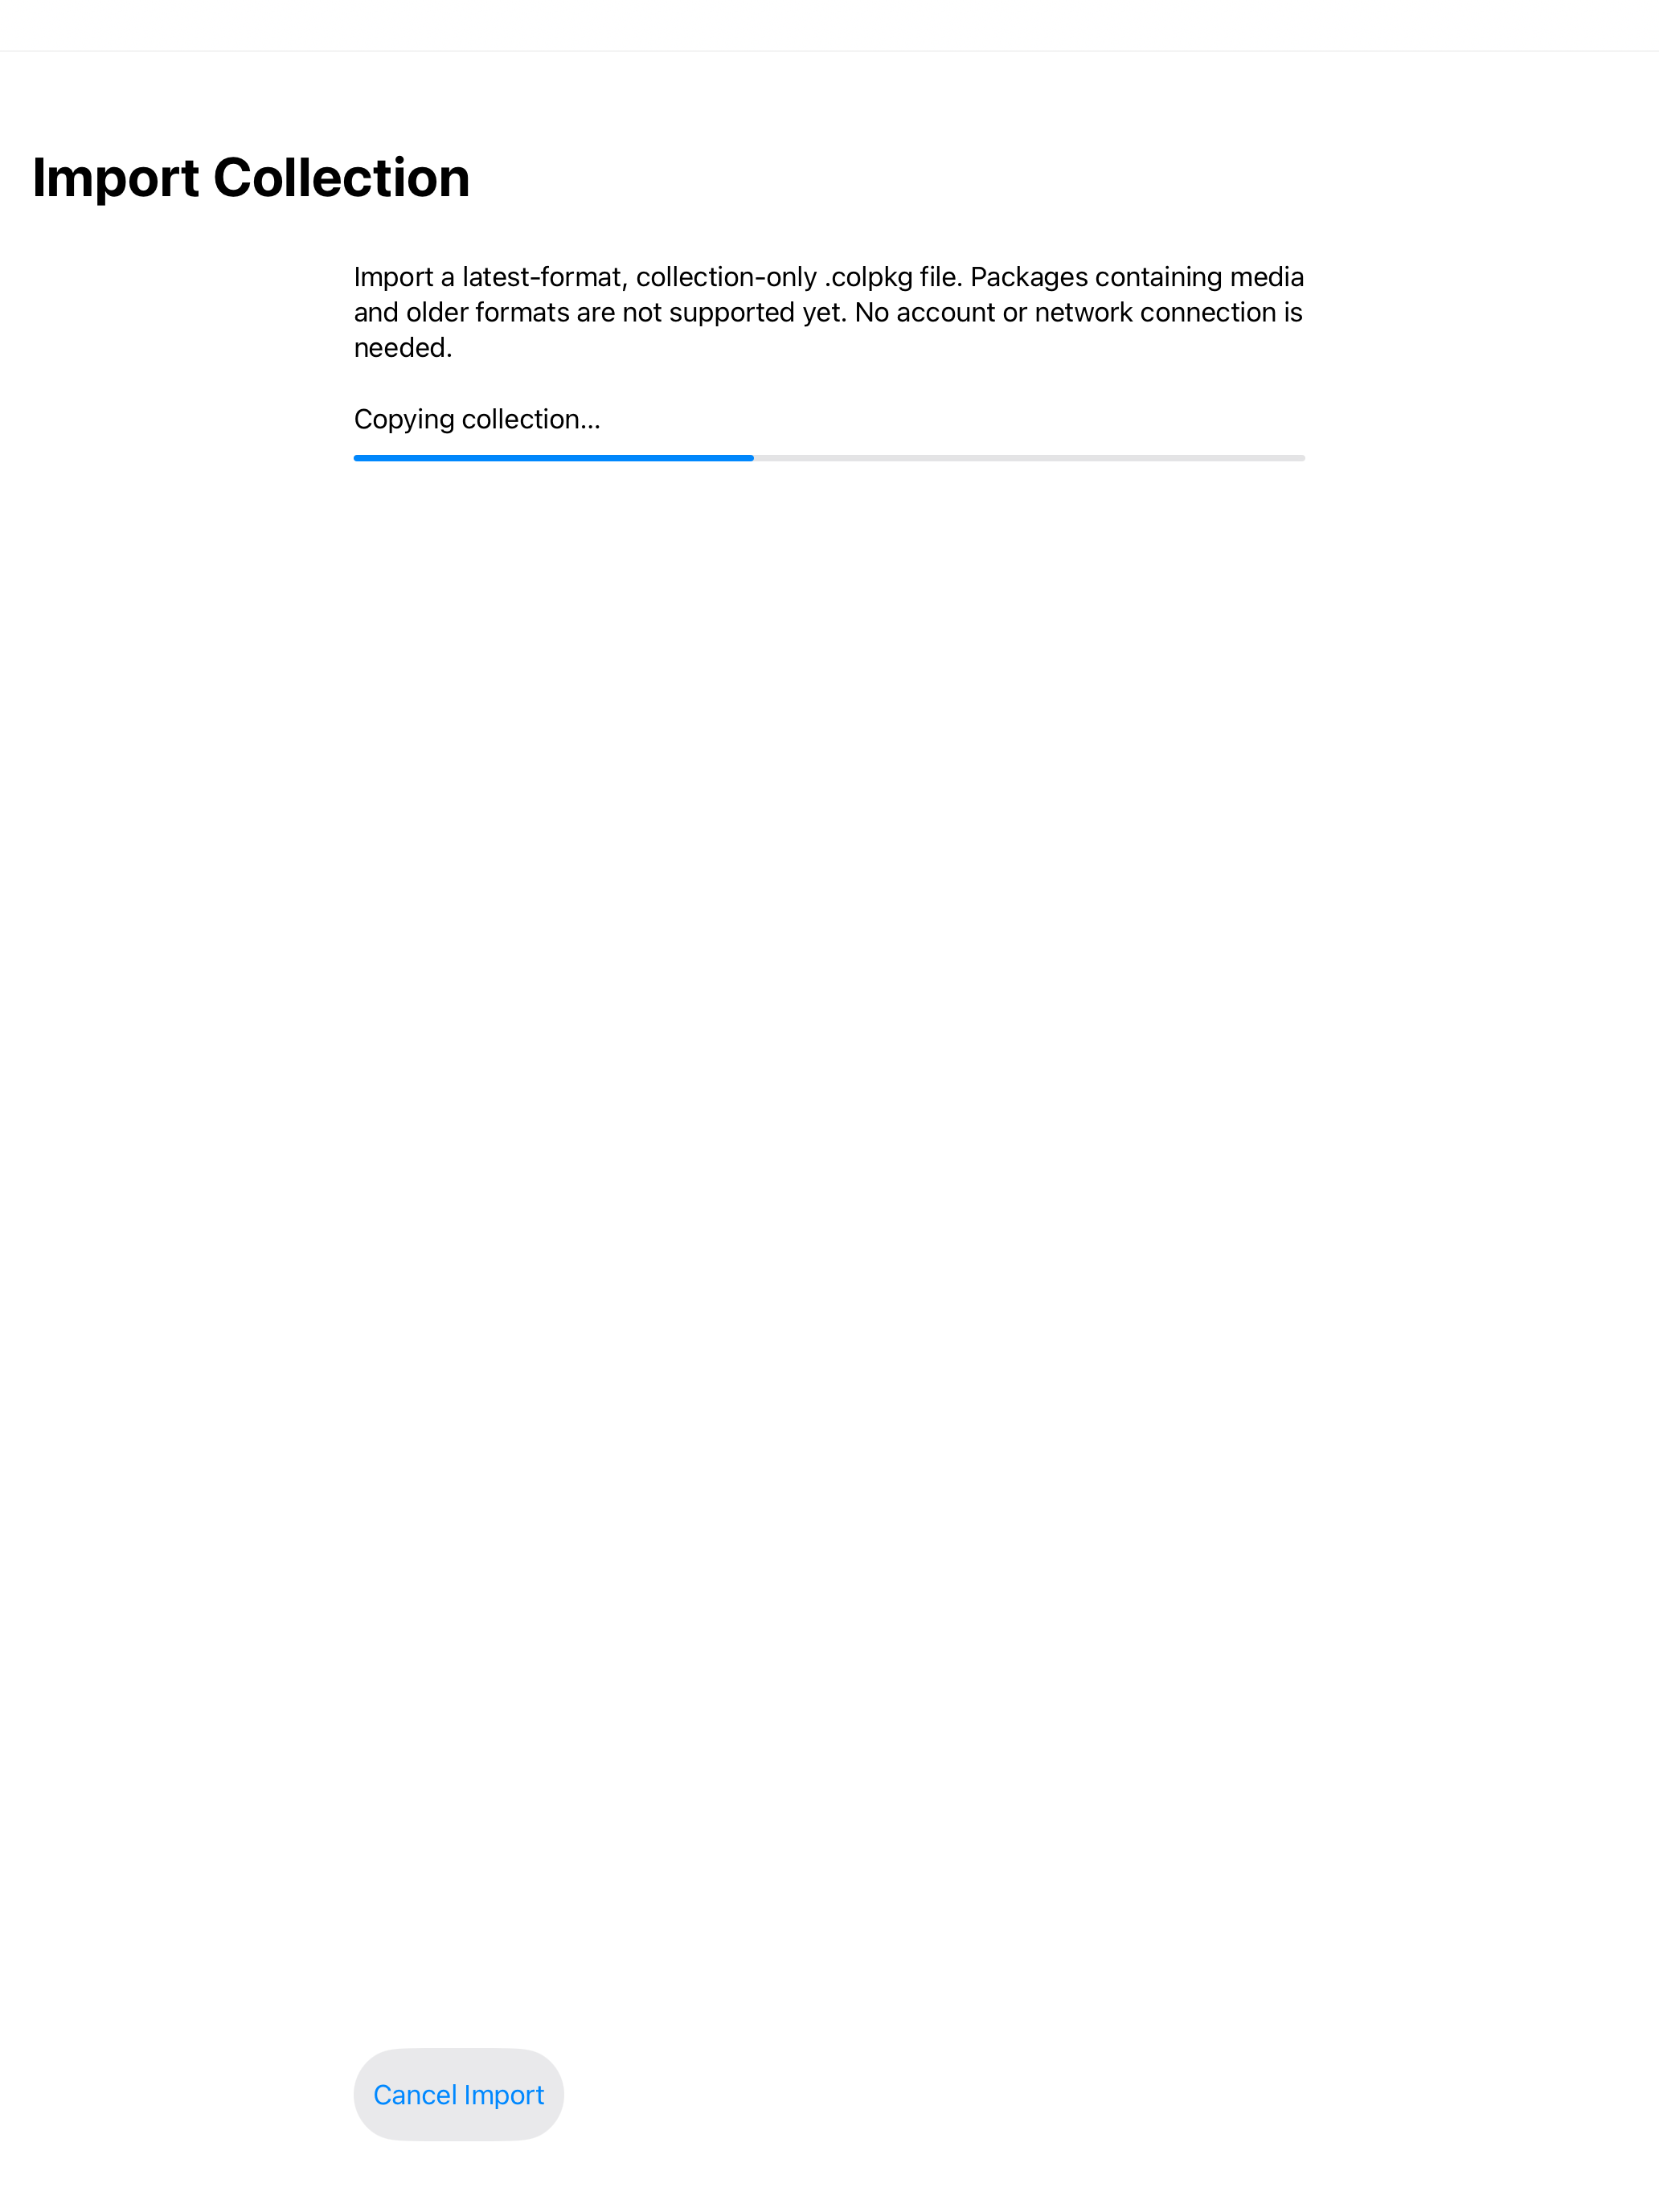 Import Collection
Import a latest-format, collection-only .colpkg file. Packages containing media
and older formats are not supported yet. No account or network connection is
needed.
Copying collection...
Cancel Import